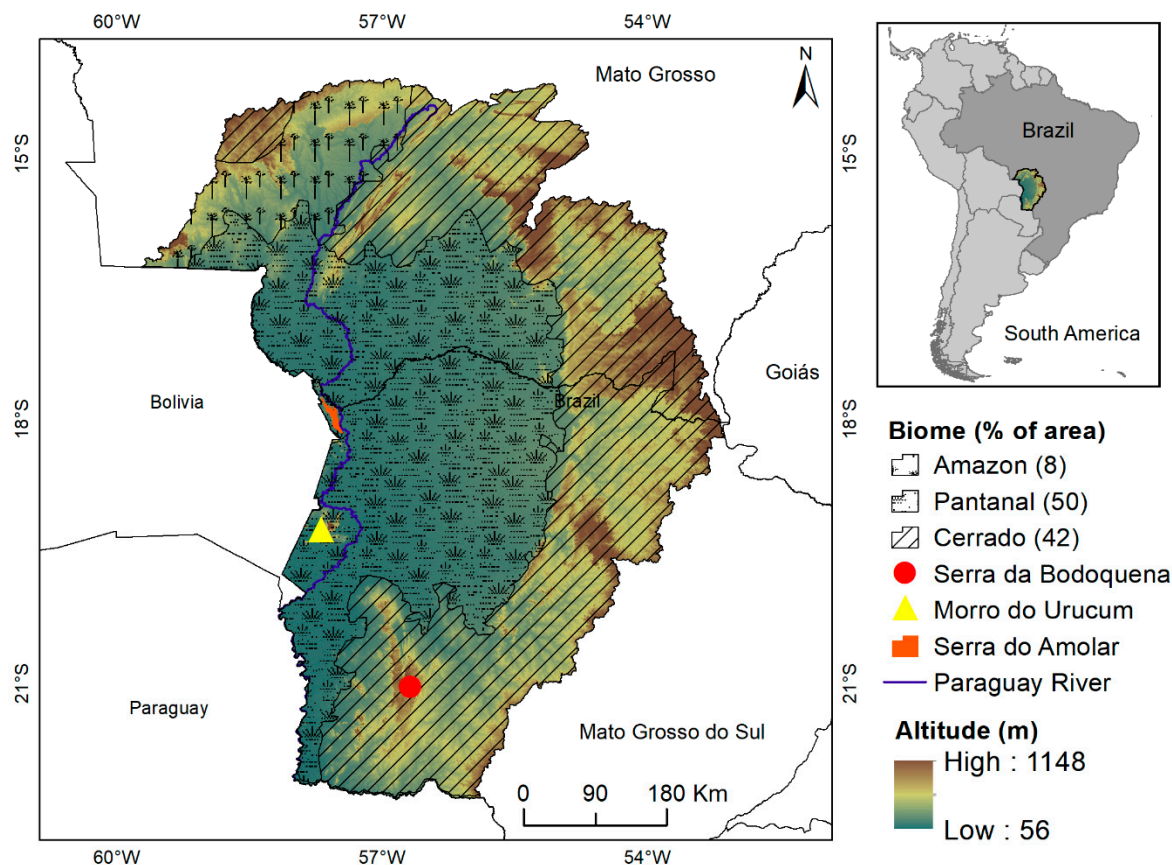 60°W 57°W 54°W
N
Mato Grosso
15°S 15°S
Brazil
South America
Goiás
Bolivia
Brazil
18°S 18°S
Biome (% of area)
Amazon (8)
Pantanal (50)
Cerrado (42)
Serra da Bodoquena
Morro do Urucum
Serra do Amolar
Paraguay River
21°S 21°S
Paraguay
Mato Grosso do Sul
Altitude (m)
High : 1148
Low : 56
0 90 180 Km
60°W 57°W 54°W